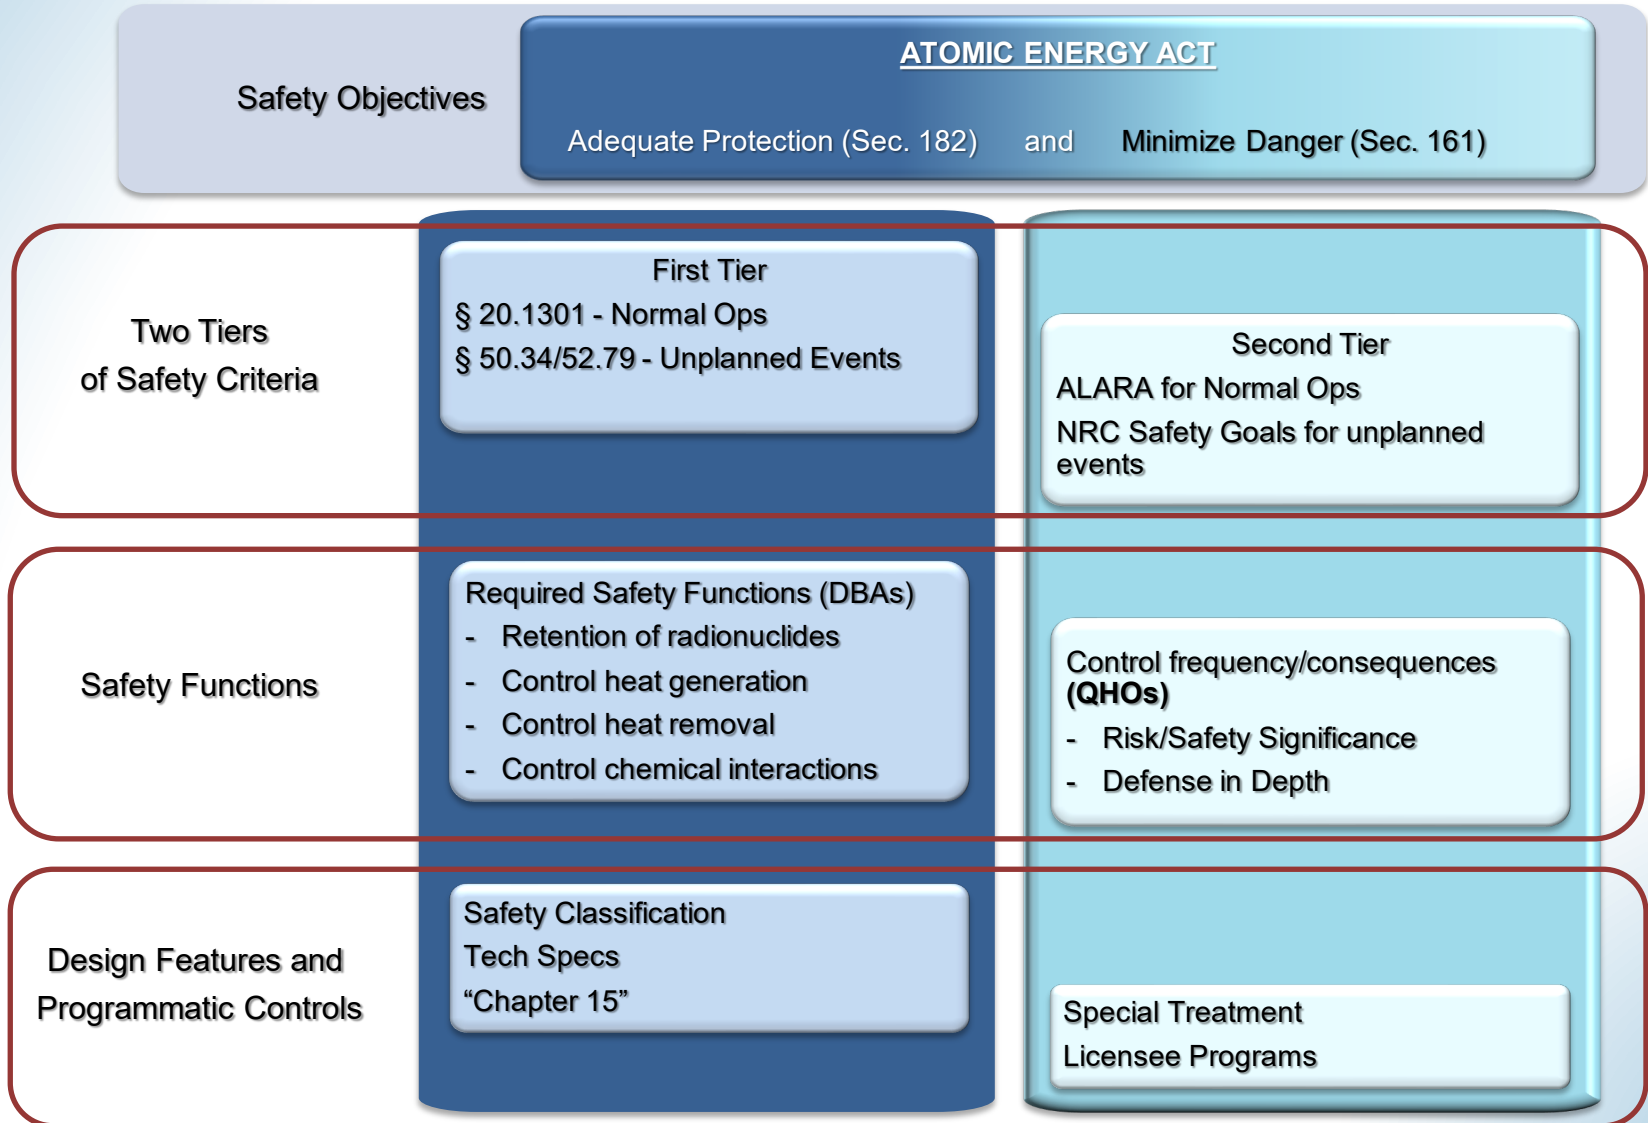 ATOMIC ENERGY ACT
Safety Objectives
Adequate Protection (Sec. 182) and Minimize Danger (Sec. 161)
Two Tiers
of Safety Criteria
First Tier
§ 20.1301 - Normal Ops
§ 50.34/52.79 - Unplanned Events
Second Tier
ALARA for Normal Ops
NRC Safety Goals for unplanned
events
Safety Functions
Required Safety Functions (DBAs)
- Retention of radionuclides
- Control heat generation
- Control heat removal
- Control chemical interactions
Control frequency/consequences
(QHOs)
- Risk/Safety Significance
- Defense in Depth
Design Features and
Programmatic Controls
Safety Classification
Tech Specs
“Chapter 15”
Special Treatment
Licensee Programs